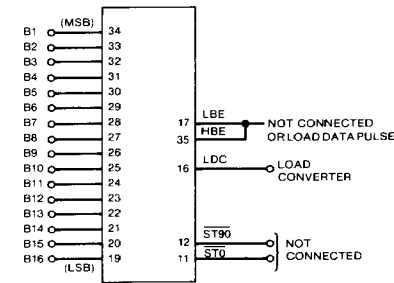 (MSB)
B1 34
B2 33
B3 32
B4 31
B5 30
B6 29
B7 28
B8 27
B9 26
B10 25
B11 24
B12 23
B13 22
B14 21
B15 20
B16 19
(LSB)
17 LBE
35 HBE
NOT CONNECTED
OR LOAD DATA PULSE
16 LDC
LOAD
CONVERTER
12 ST90
11 ST0
NOT
CONNECTED